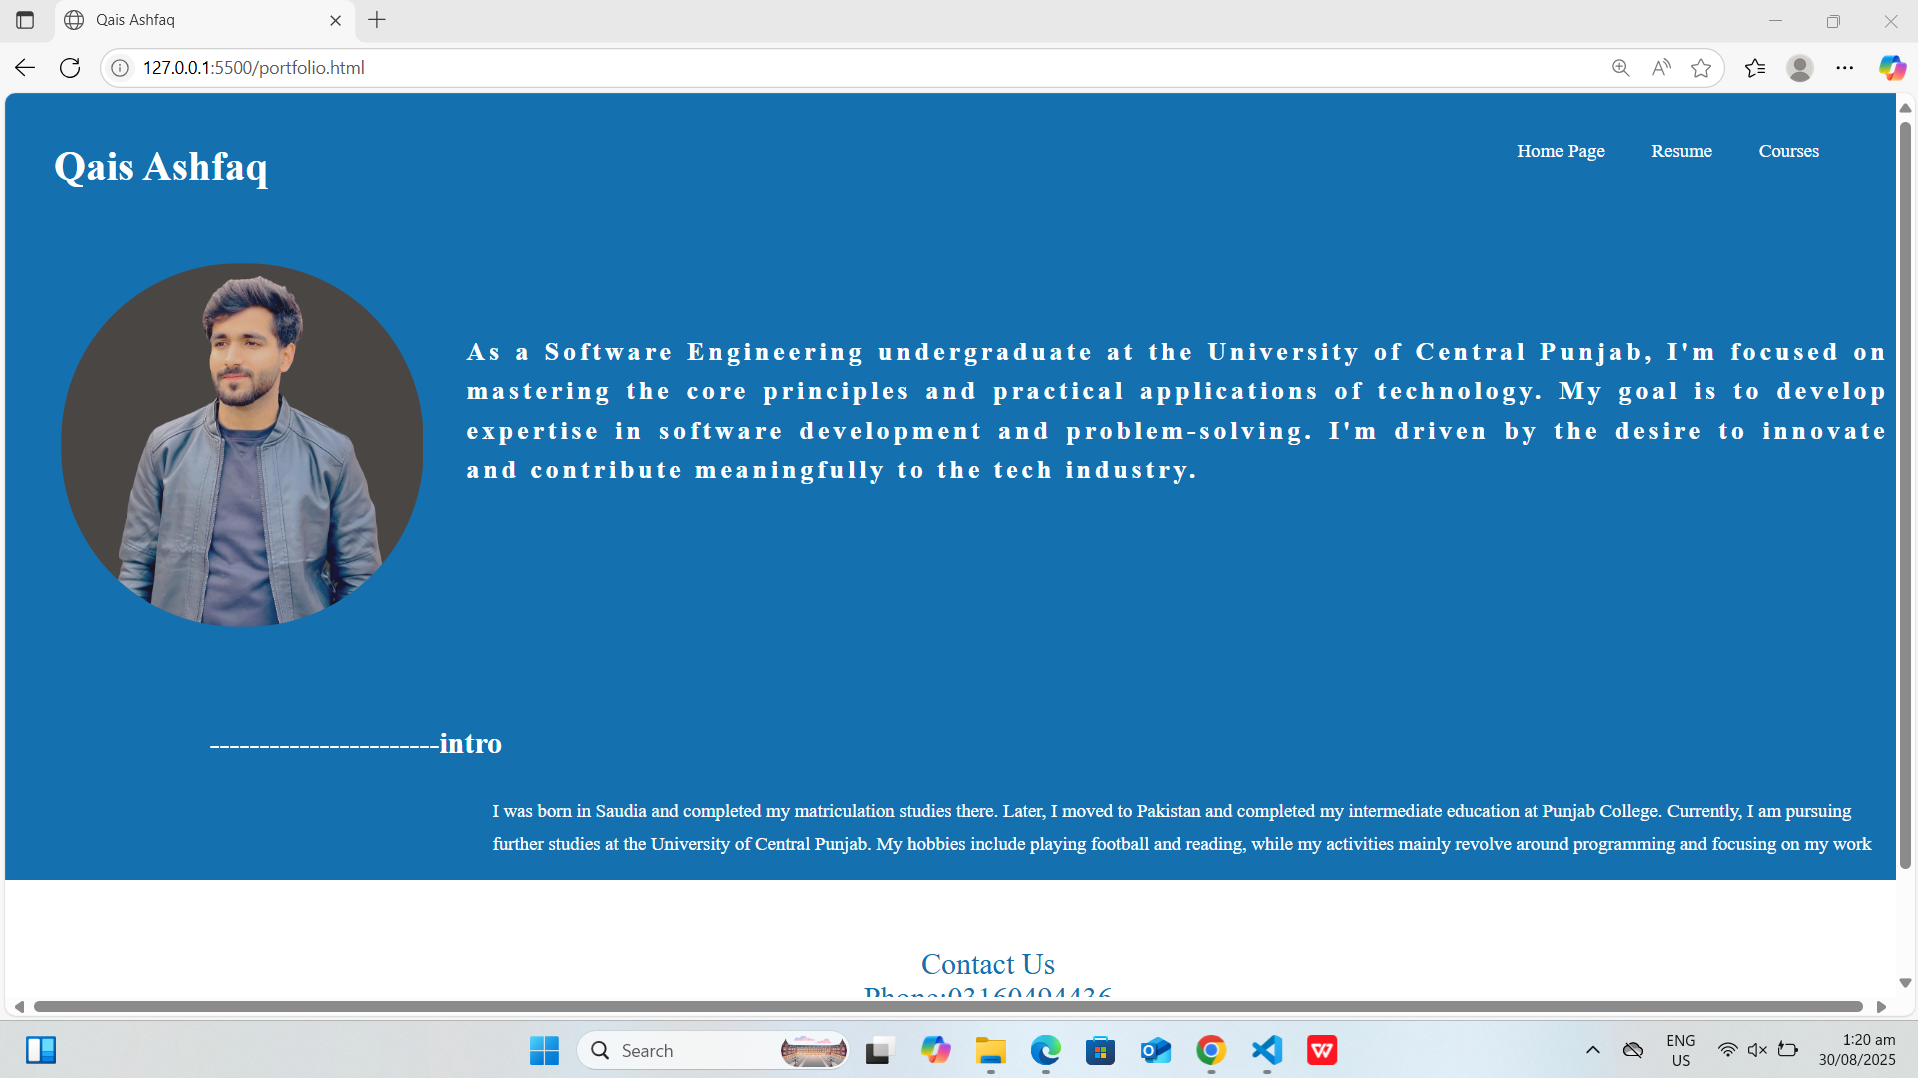 Qais Ashfaq
127.0.0.1:5500/portfolio.html
Qais Ashfaq
Home Page Resume Courses
As a Software Engineering undergraduate at the University of Central Punjab, I'm focused on
mastering the core principles and practical applications of technology. My goal is to develop
expertise in software development and problem-solving. I'm driven by the desire to innovate
and contribute meaningfully to the tech industry.
-----------------------intro
I was born in Saudia and completed my matriculation studies there. Later, I moved to Pakistan and completed my intermediate education at Punjab College. Currently, I am pursuing
further studies at the University of Central Punjab. My hobbies include playing football and reading, while my activities mainly revolve around programming and focusing on my work
Contact Us
Phone:03160494436
Search
ENG
US
1:20 am
30/08/2025